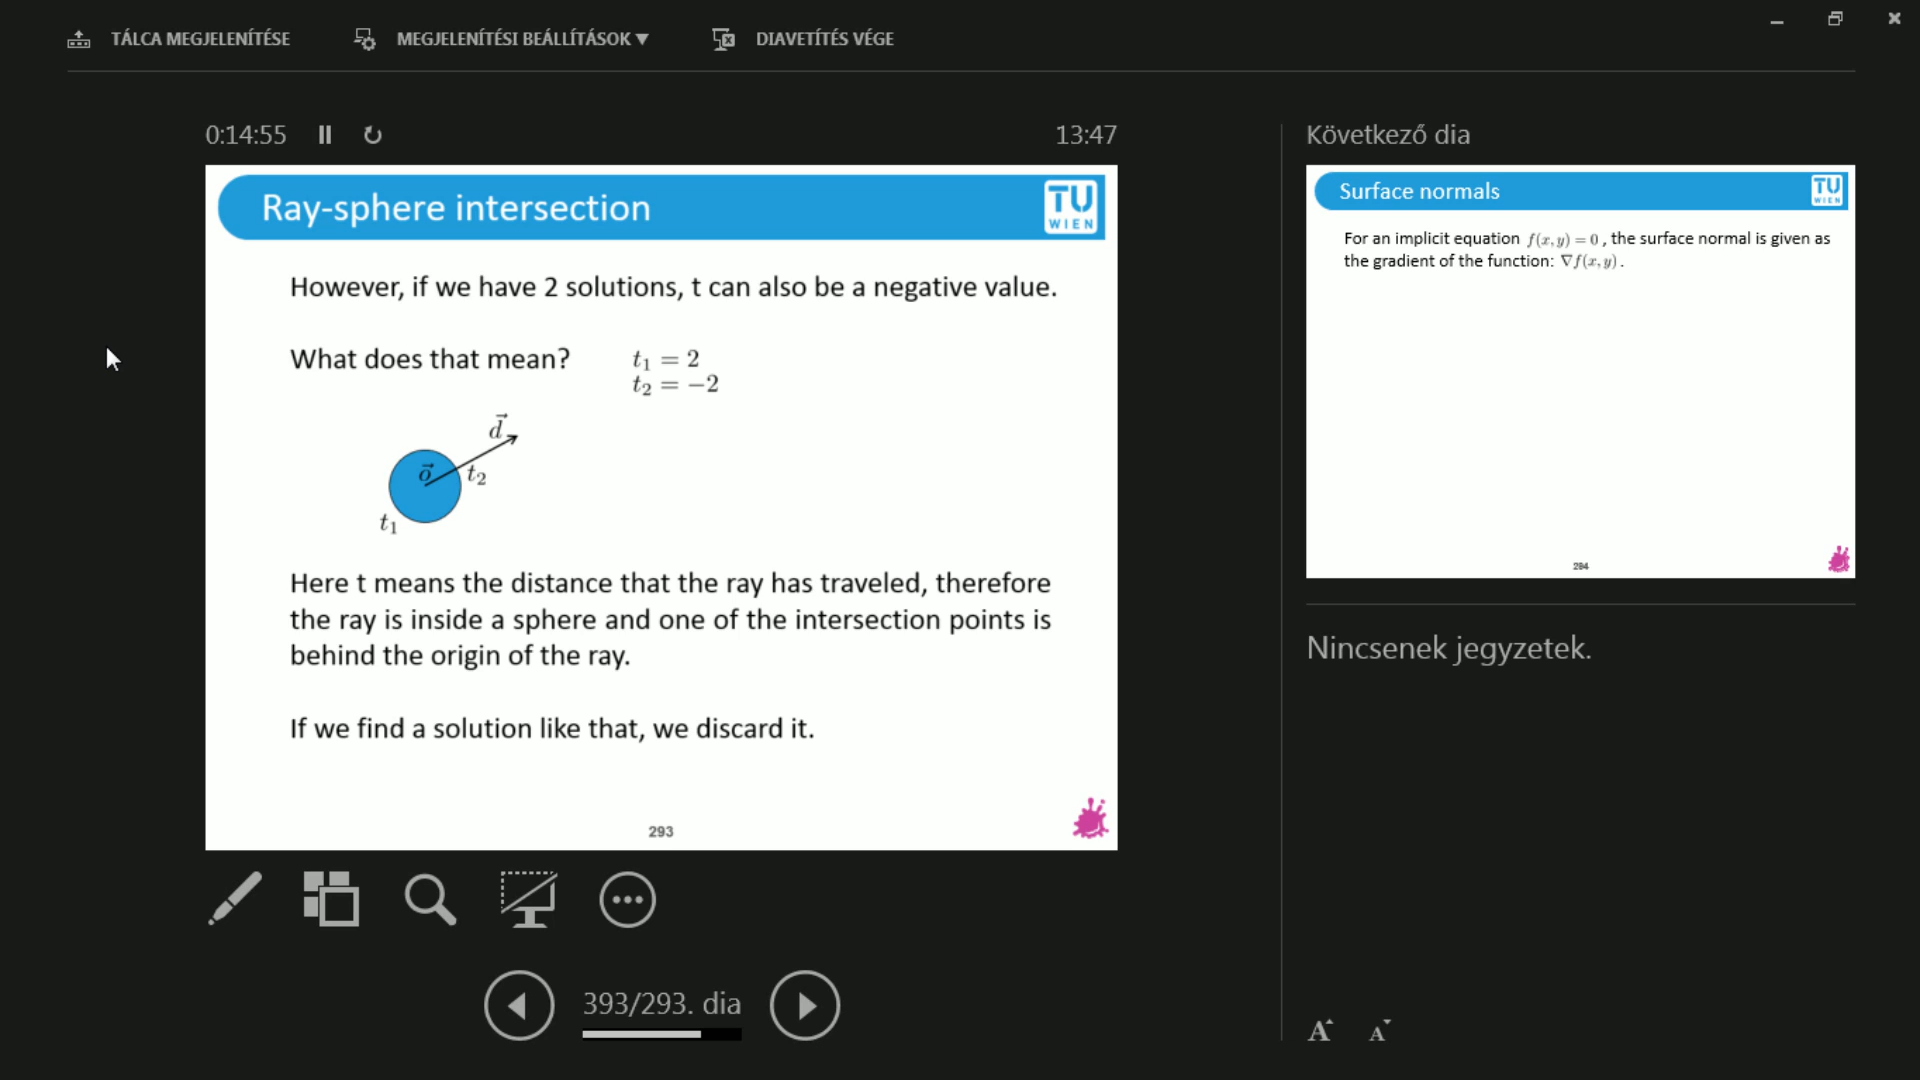 TÁLCA MEGJELENÍTÉSE
MEGJELENÍTÉSI BEÁLLÍTÁSOK ▼
DIAVETÍTÉS VÉGE
0:14:55
13:47
Ray-sphere intersection
TU
WIEN
However, if we have 2 solutions, t can also be a negative value.
What does that mean?
t₁ = 2
t₂ = −2
d⃗
o⃗
t₂
t₁
Here t means the distance that the ray has traveled, therefore
the ray is inside a sphere and one of the intersection points is
behind the origin of the ray.
If we find a solution like that, we discard it.
293
393/293. dia
Következő dia
Surface normals
TU
WIEN
For an implicit equation f(x, y) = 0 , the surface normal is given as
the gradient of the function: ∇f(x, y) .
294
Nincsenek jegyzetek.
A A